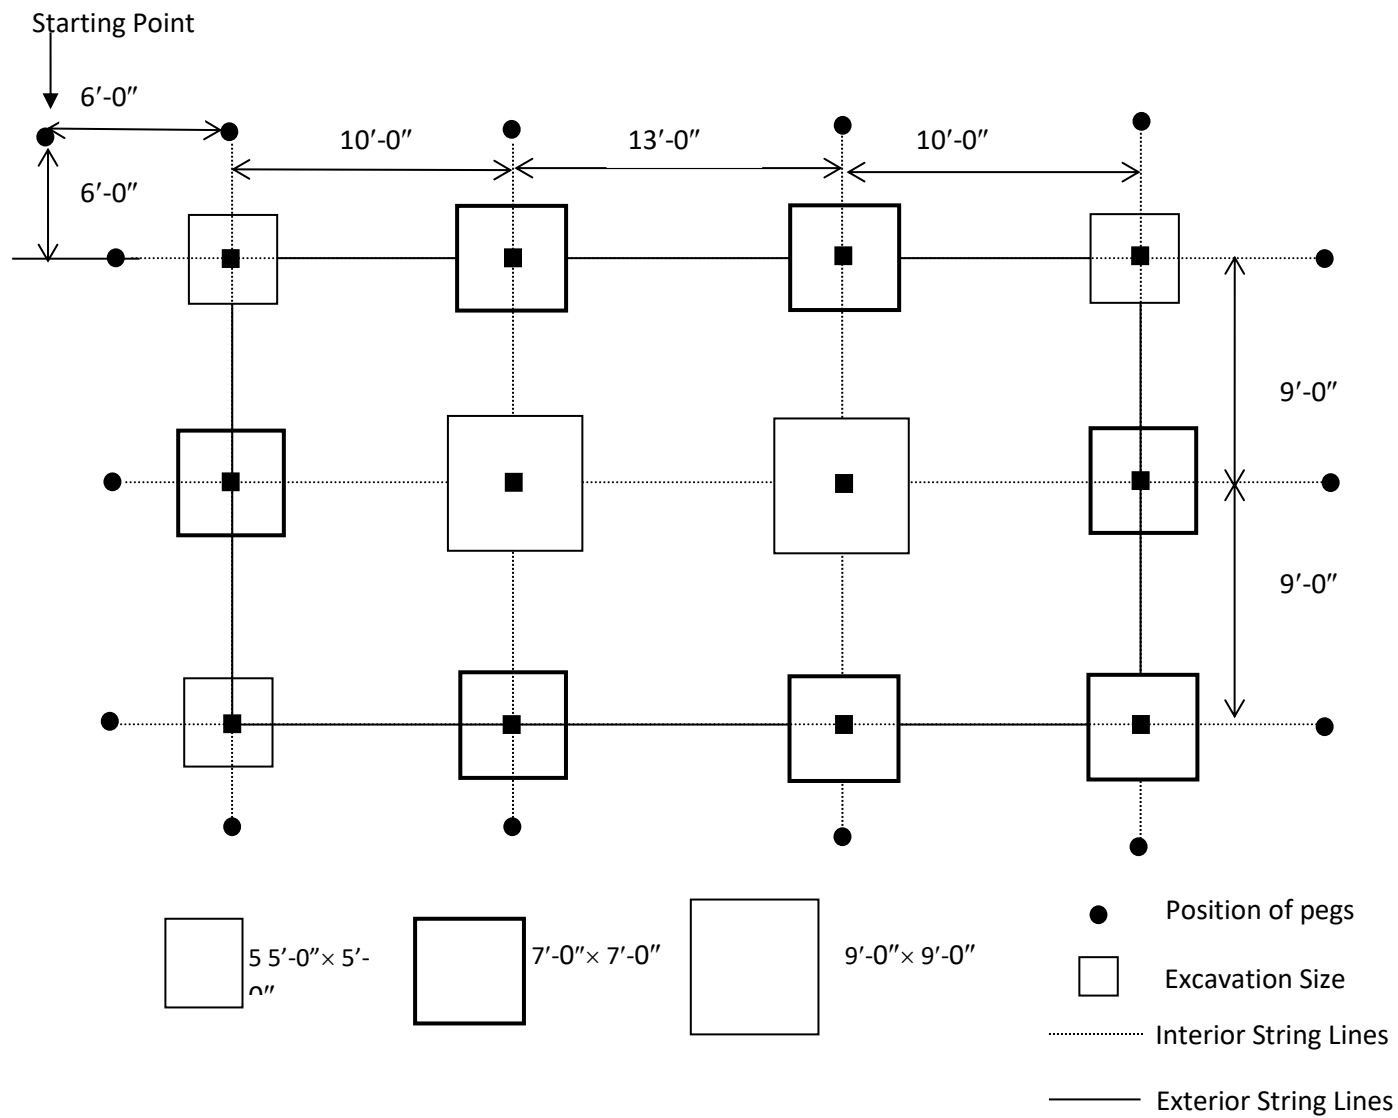 Starting Point
6′-0″
10′-0″
13′-0″
10′-0″
6′-0″
9′-0″
9′-0″
5 5′-0″× 5′-
0″
7′-0″× 7′-0″
9′-0″× 9′-0″
Position of pegs
Excavation Size
Interior String Lines
Exterior String Lines